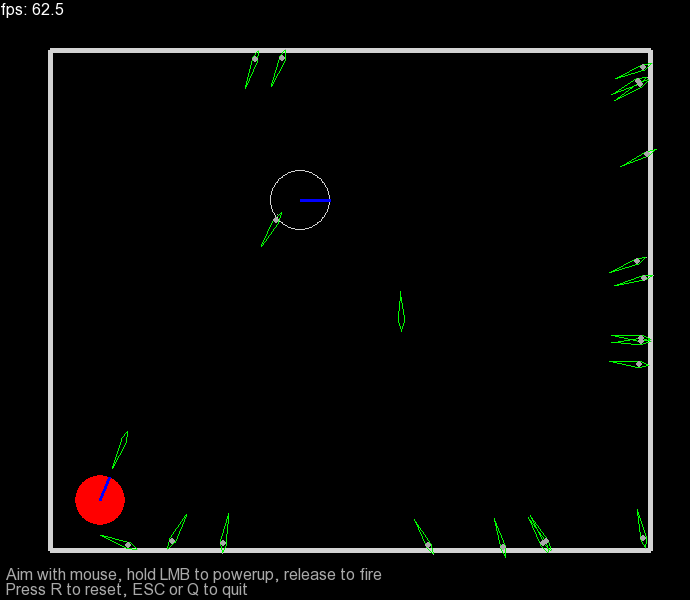 fps: 62.5
Aim with mouse, hold LMB to powerup, release to fire
Press R to reset, ESC or Q to quit